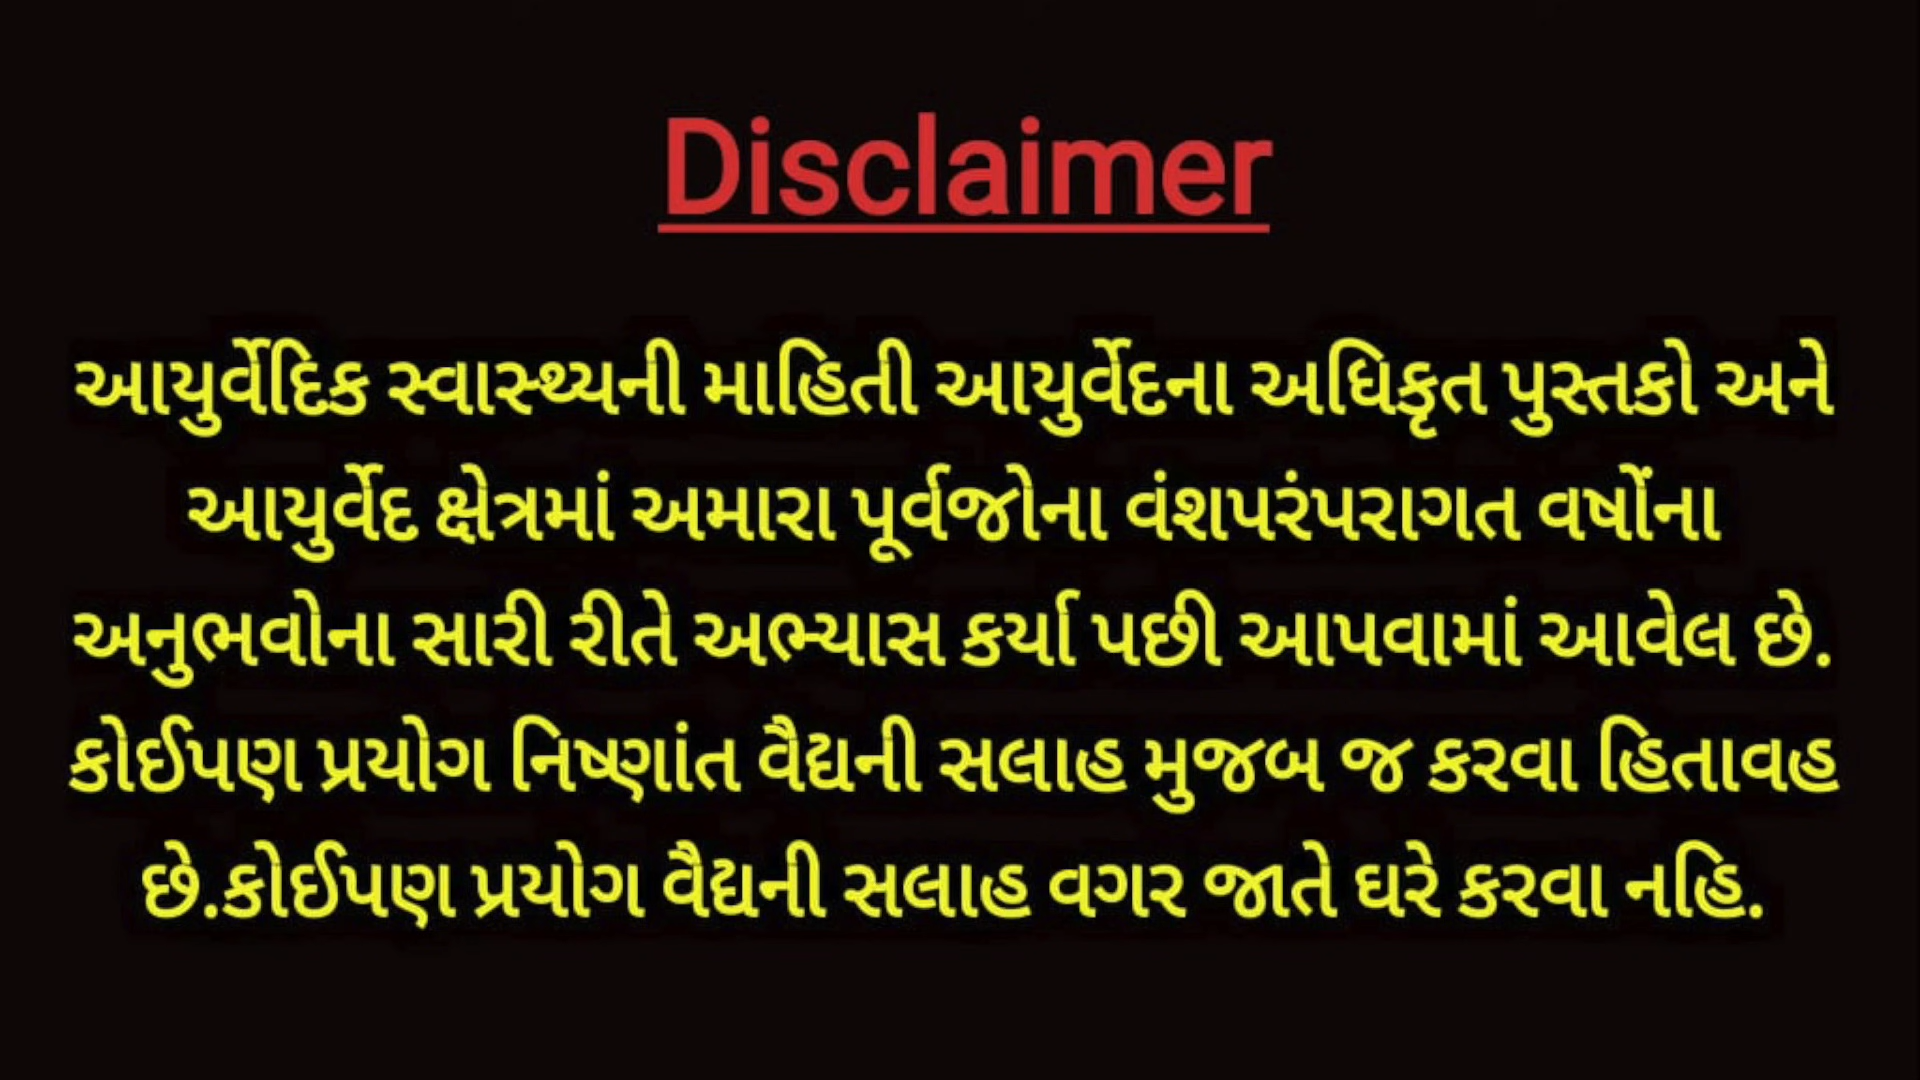 Disclaimer
આયુર્વેદિક સ્વાસ્થ્યની માહિતી આયુર્વેદના અધિકૃત પુસ્તકો અને
આયુર્વેદ ક્ષેત્રમાં અમારા પૂર્વજોના વંશપરંપરાગત વર્ષોંના
અનુભવોના સારી રીતે અભ્યાસ કર્યા પછી આપવામાં આવેલ છે.
કોઈપણ પ્રયોગ નિષ્ણાંત વૈદ્યની સલાહ મુજબ જ કરવા હિતાવહ
છે.કોઈપણ પ્રયોગ વૈદ્યની સલાહ વગર જાતે ઘરે કરવા નહિ.